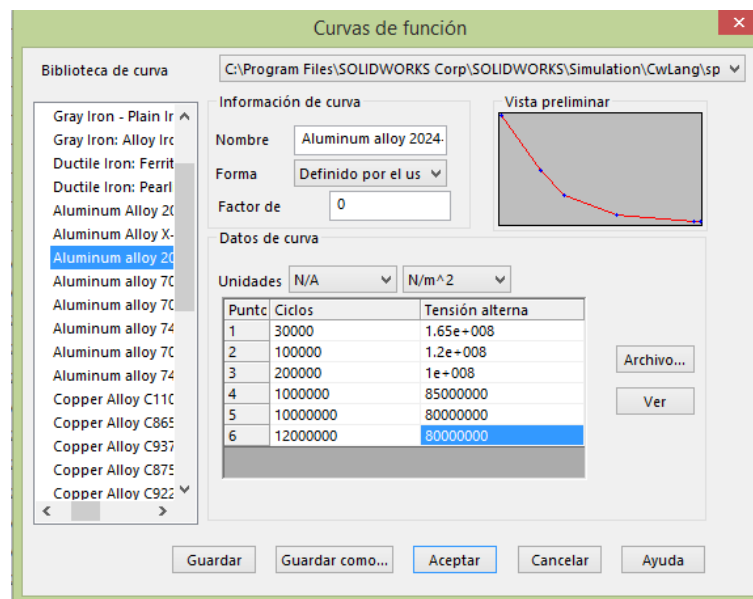 Curvas de función
Biblioteca de curva
C:\Program Files\SOLIDWORKS Corp\SOLIDWORKS\Simulation\CwLang\sp
Gray Iron - Plain Ir
Gray Iron: Alloy Irc
Ductile Iron: Ferrit
Ductile Iron: Pearl
Aluminum Alloy 20
Aluminum Alloy X-
Aluminum alloy 20
Aluminum alloy 70
Aluminum alloy 70
Aluminum alloy 74
Aluminum alloy 70
Aluminum alloy 74
Copper Alloy C110
Copper Alloy C865
Copper Alloy C937
Copper Alloy C875
Copper Alloy C922
Información de curva
Nombre Aluminum alloy 2024-
Forma Definido por el us
Factor de 0
Vista preliminar
Datos de curva
Unidades N/A N/m^2
Puntc Ciclos Tensión alterna
1 30000 1.65e+008
2 100000 1.2e+008
3 200000 1e+008
4 1000000 85000000
5 10000000 80000000
6 12000000 80000000
Archivo...
Ver
Guardar Guardar como... Aceptar Cancelar Ayuda